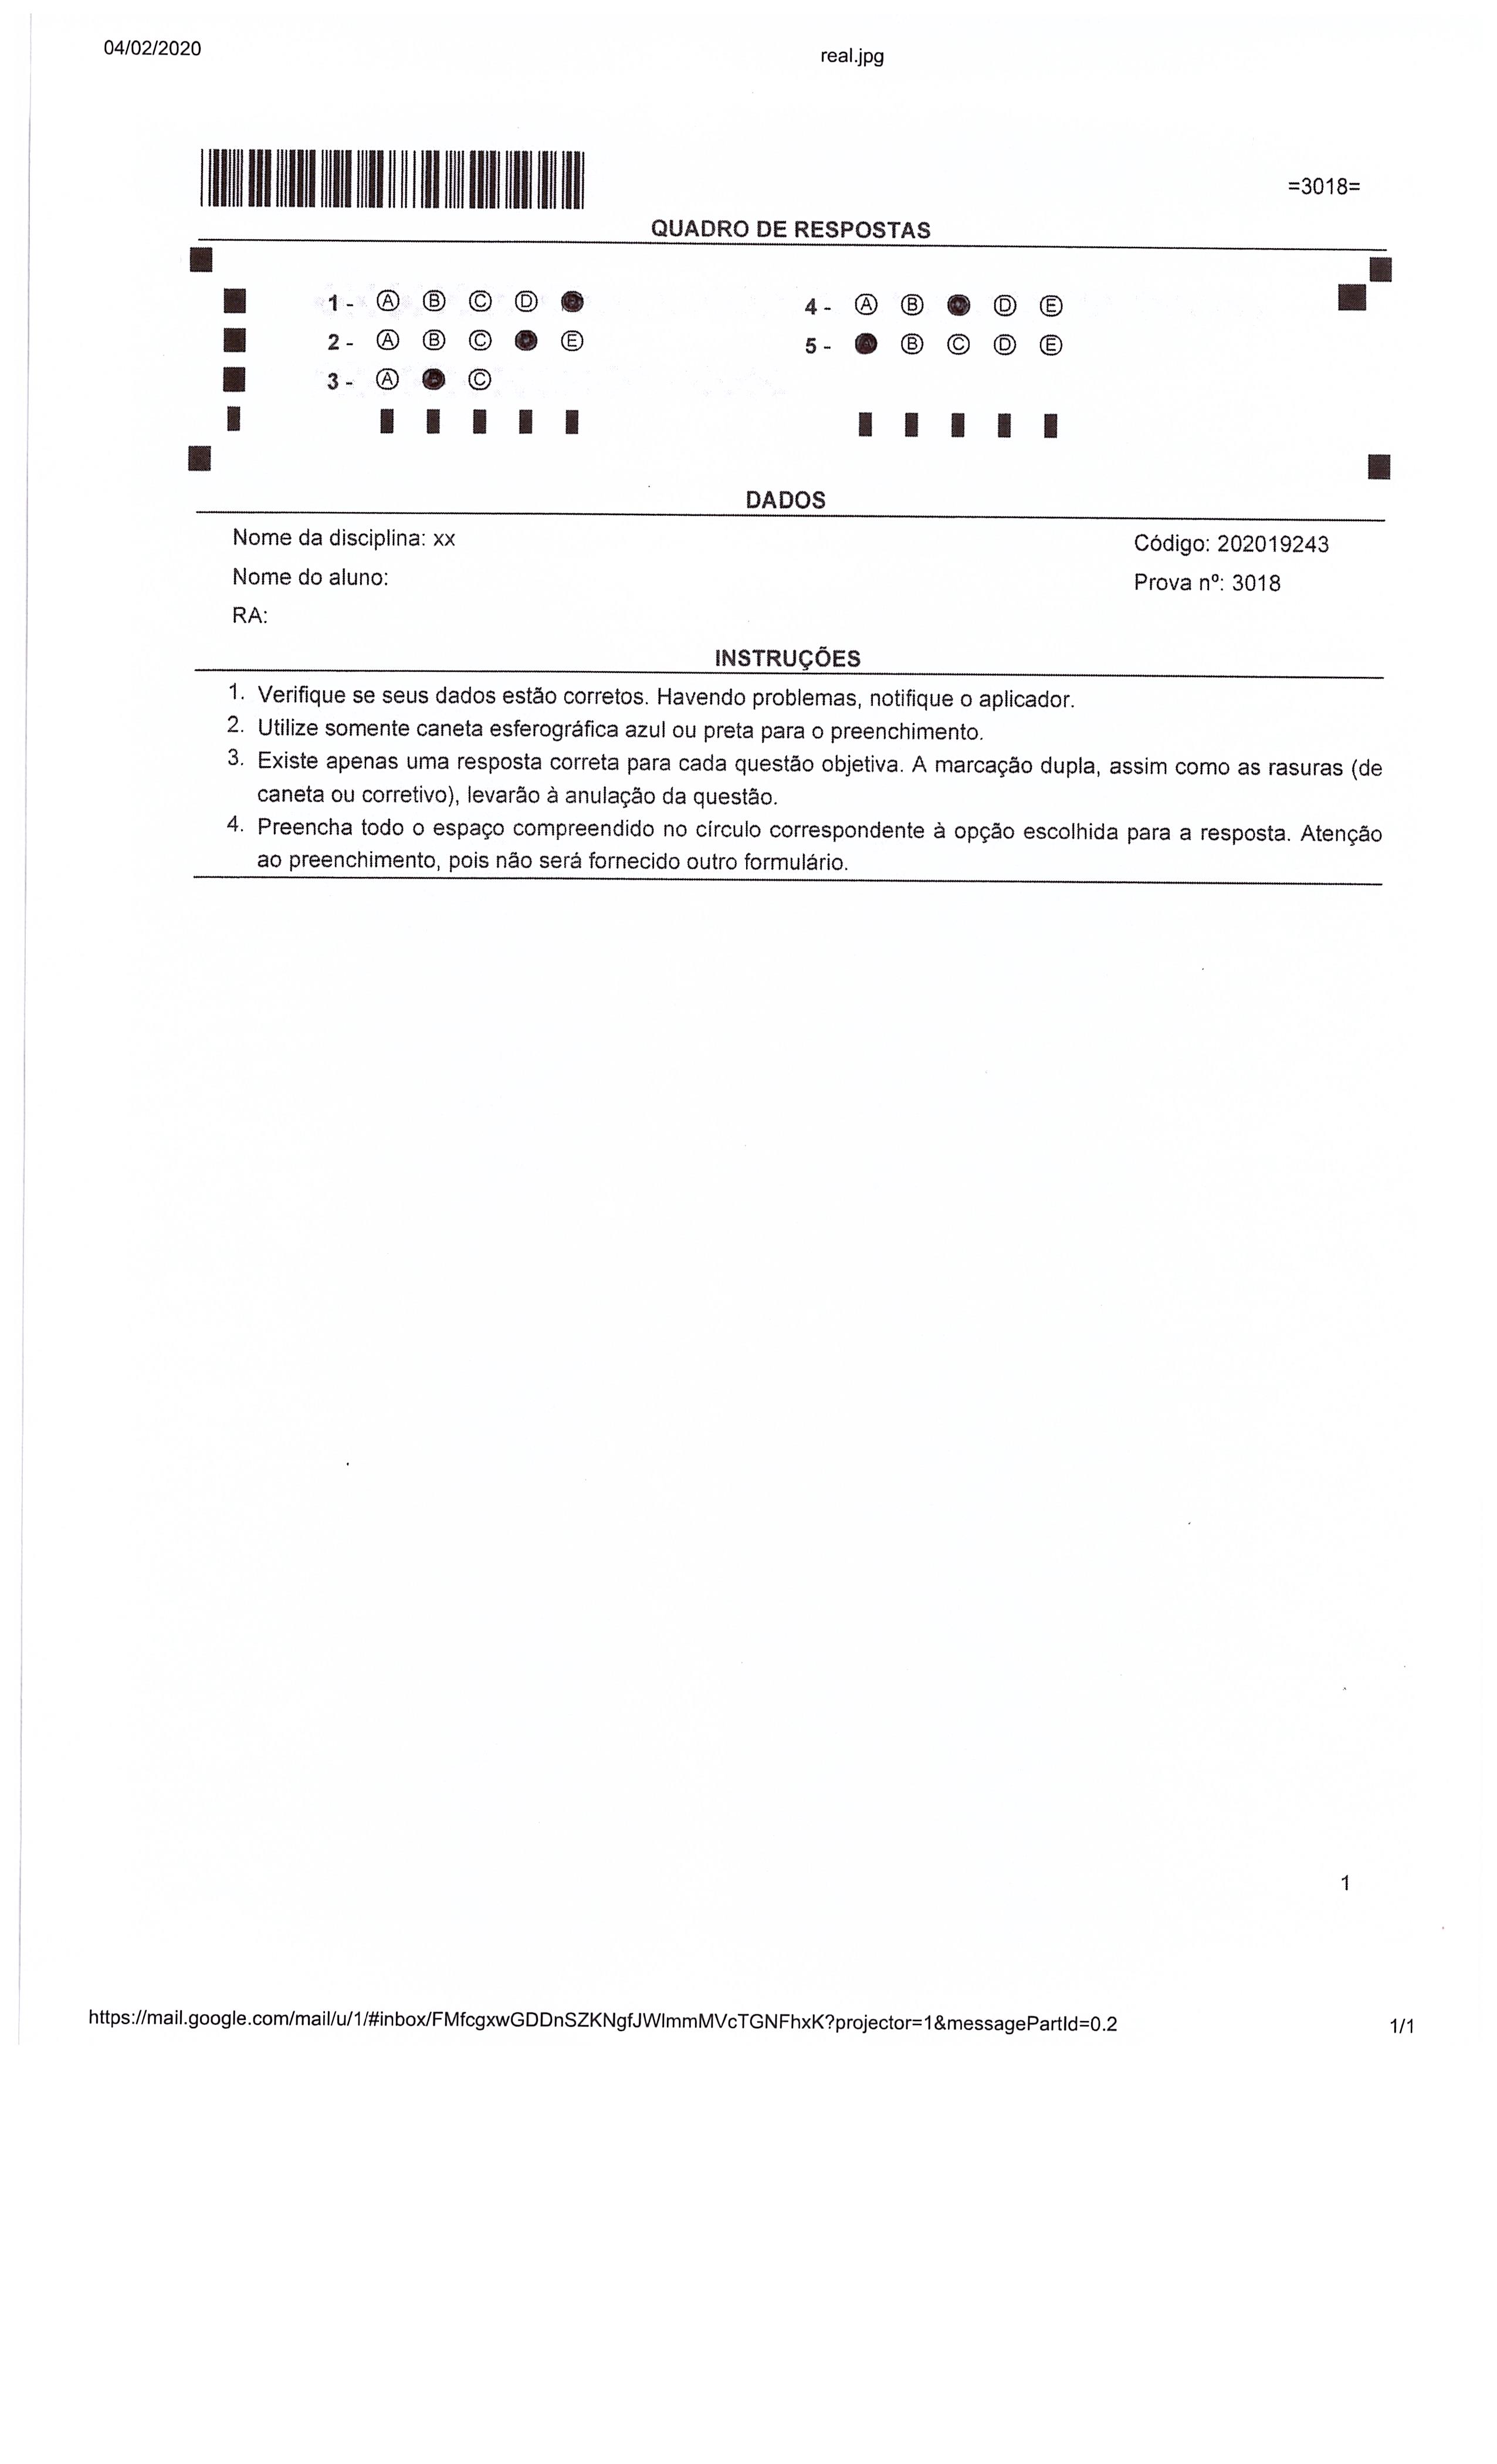 04/02/2020
real.jpg
=3018=
QUADRO DE RESPOSTAS
1 - Ⓐ Ⓑ Ⓒ Ⓓ ●
4 - Ⓐ Ⓑ ● Ⓓ Ⓔ
2 - Ⓐ Ⓑ Ⓒ ● Ⓔ
5 - ● Ⓑ Ⓒ Ⓓ Ⓔ
3 - Ⓐ ● Ⓒ
DADOS
Nome da disciplina: xx
Código: 202019243
Nome do aluno:
Prova nº: 3018
RA:
INSTRUÇÕES
1. Verifique se seus dados estão corretos. Havendo problemas, notifique o aplicador.
2. Utilize somente caneta esferográfica azul ou preta para o preenchimento.
3. Existe apenas uma resposta correta para cada questão objetiva. A marcação dupla, assim como as rasuras (de
caneta ou corretivo), levarão à anulação da questão.
4. Preencha todo o espaço compreendido no círculo correspondente à opção escolhida para a resposta. Atenção
ao preenchimento, pois não será fornecido outro formulário.
1
https://mail.google.com/mail/u/1/#inbox/FMfcgxwGDDnSZKNgfJWlmmMVcTGNFhxK?projector=1&messagePartId=0.2
1/1